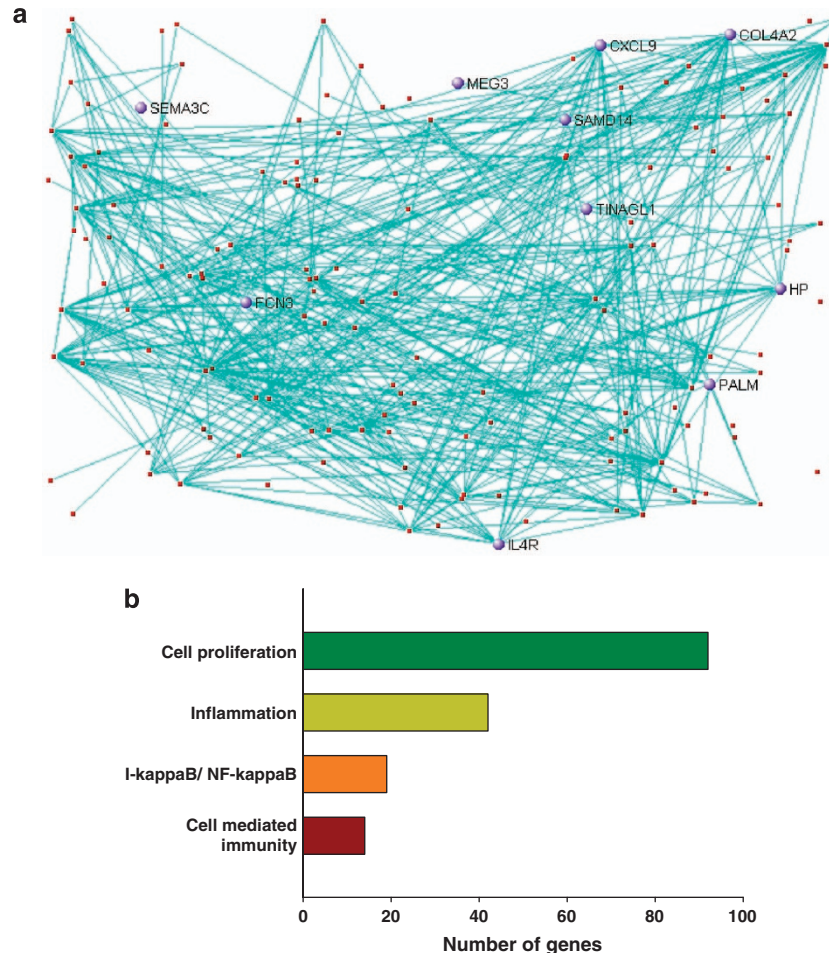 a
COL4A2
CXCL9
MEG3
SEMA3C
SAMD14
TINAGL1
HP
FCN3
PALM
IL4R
b
Cell proliferation
Inflammation
I-kappaB/ NF-kappaB
Cell mediated
immunity
0 20 40 60 80 100
Number of genes